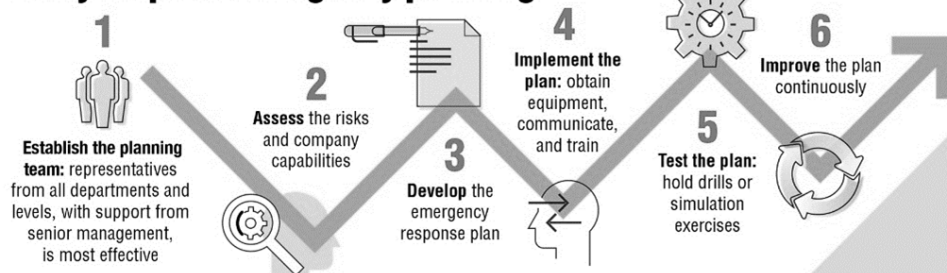 1
Establish the planning
team: representatives
from all departments and
levels, with support from
senior management,
is most effective
2
Assess the risks
and company
capabilities
3
Develop the
emergency
response plan
4
Implement the
plan: obtain
equipment,
communicate,
and train
5
Test the plan:
hold drills or
simulation
exercises
6
Improve the plan
continuously